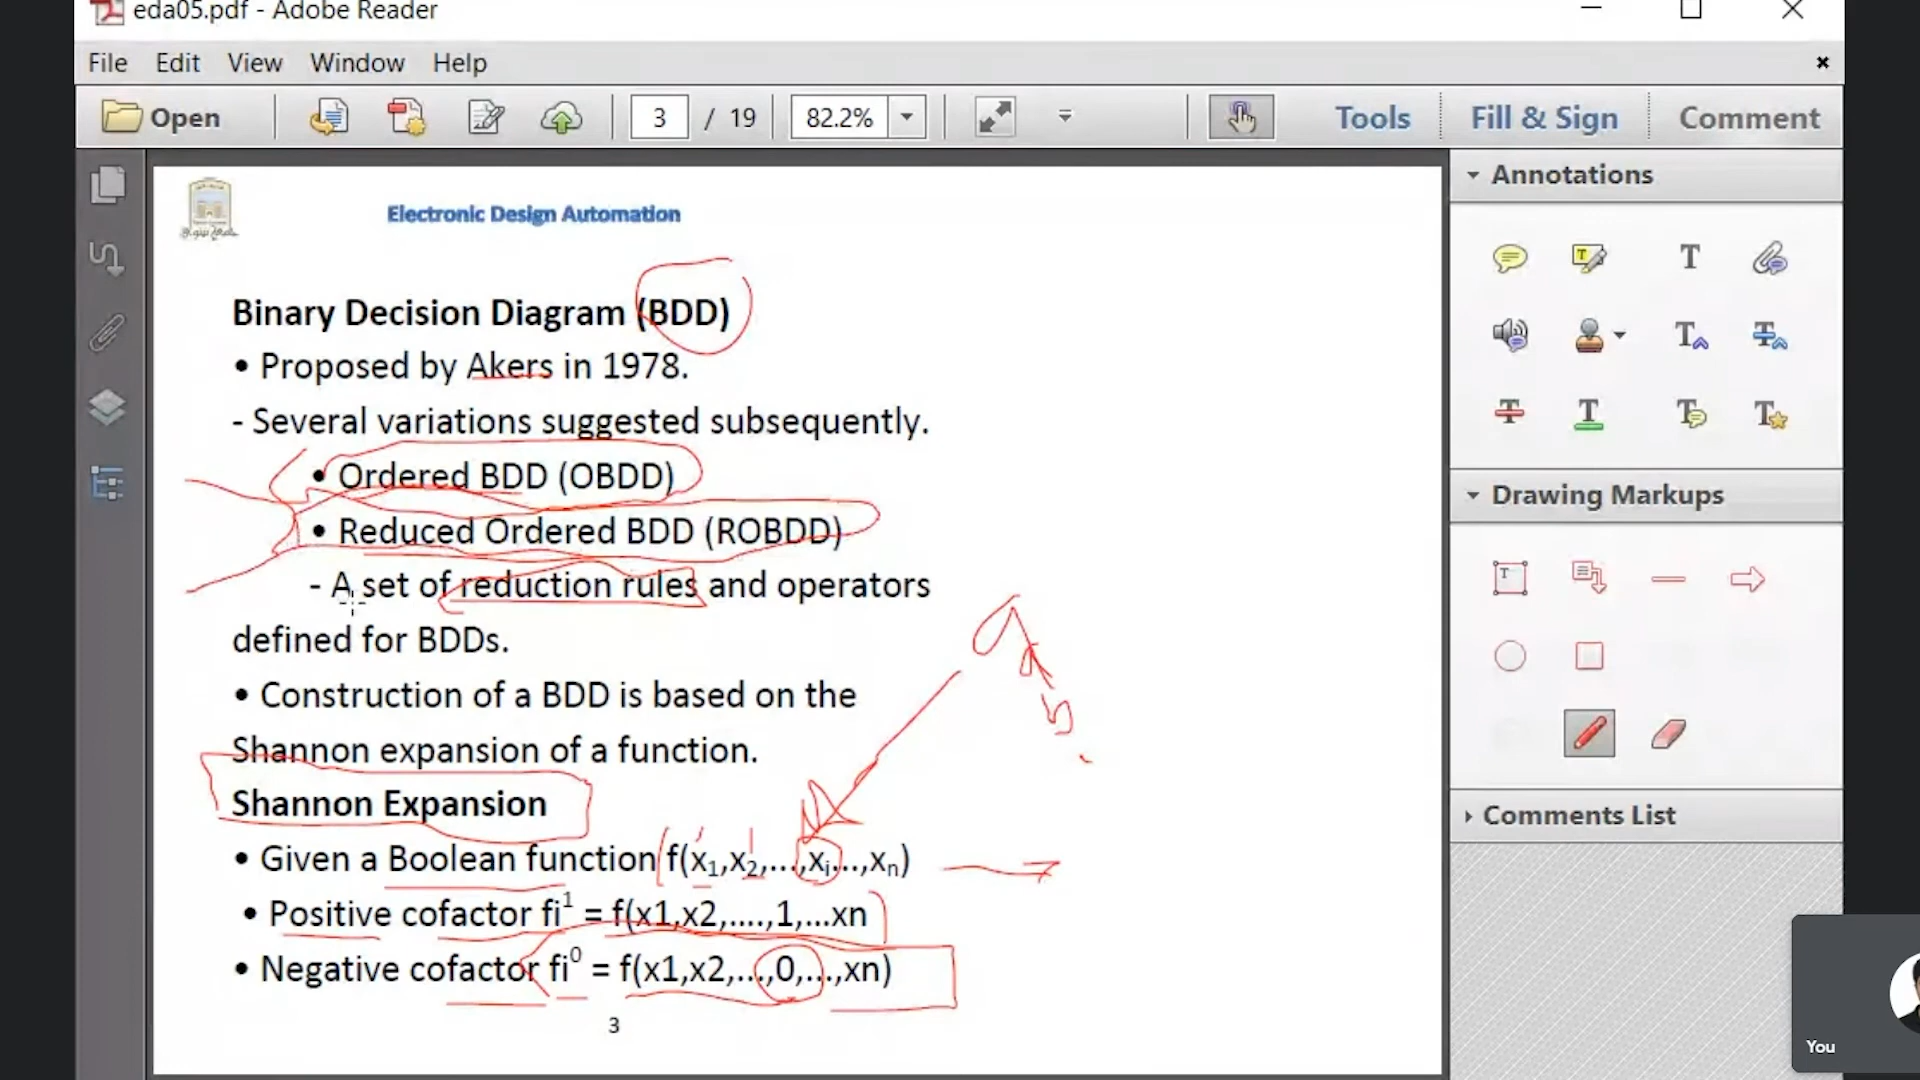 eda05.pdf - Adobe Reader
File Edit View Window Help
Open 3 / 19 82.2% Tools Fill & Sign Comment
Annotations
Electronic Design Automation
Binary Decision Diagram (BDD)
• Proposed by Akers in 1978.
- Several variations suggested subsequently.
• Ordered BDD (OBDD)
• Reduced Ordered BDD (ROBDD)
- A set of reduction rules and operators
defined for BDDs.
• Construction of a BDD is based on the
Shannon expansion of a function.
Shannon Expansion
• Given a Boolean function f(x₁,x₂,...,xᵢ...,xₙ)
• Positive cofactor fi¹ = f(x1,x2,....,1,...xn
• Negative cofactor fi⁰ = f(x1,x2,...,0,...,xn)
3
Drawing Markups
Comments List
You